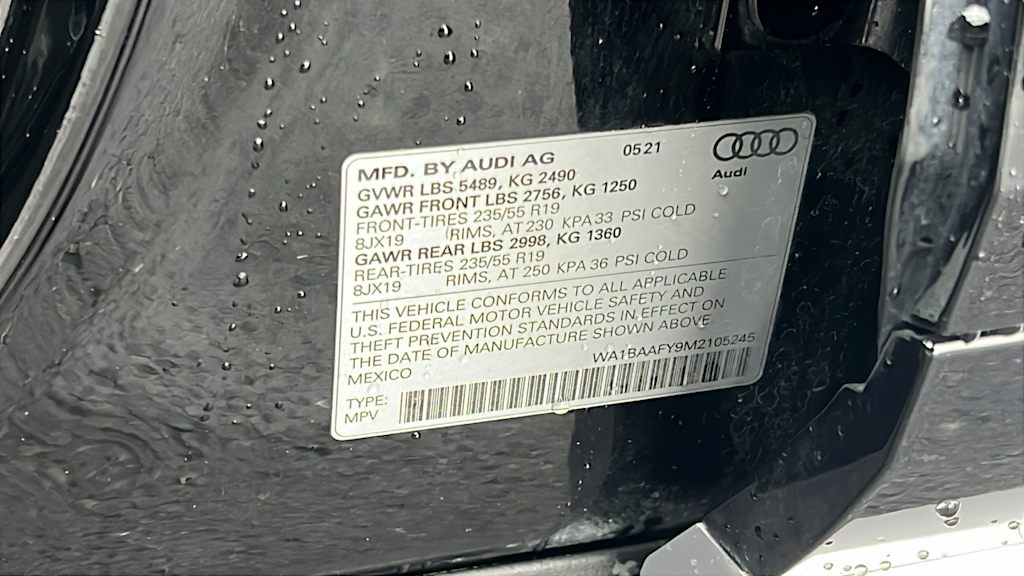 MFD. BY AUDI AG 05 21
Audi
GVWR LBS 5489, KG 2490
GAWR FRONT LBS 2756, KG 1250
FRONT-TIRES 235/55 R19
8JX19 RIMS, AT 230 KPA 33 PSI COLD
GAWR REAR LBS 2998, KG 1360
REAR-TIRES 235/55 R19
8JX19 RIMS, AT 250 KPA 36 PSI COLD
THIS VEHICLE CONFORMS TO ALL APPLICABLE
U.S. FEDERAL MOTOR VEHICLE SAFETY AND
THEFT PREVENTION STANDARDS IN EFFECT ON
THE DATE OF MANUFACTURE SHOWN ABOVE
MEXICO WA1BAAFY9M2105245
TYPE:
MPV